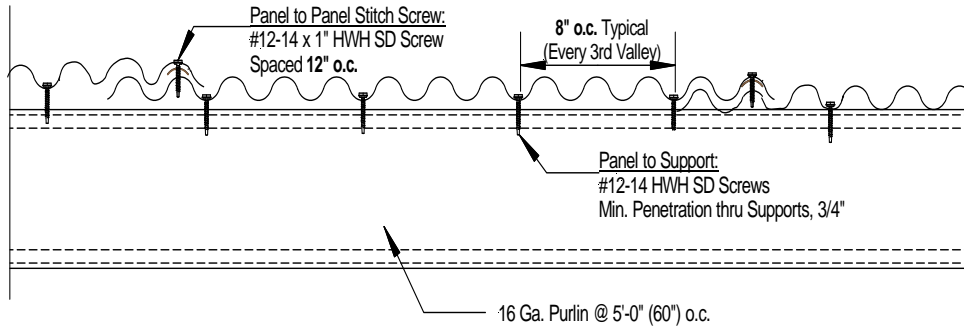 Panel to Panel Stitch Screw:
#12-14 x 1" HWH SD Screw
Spaced 12" o.c.
8" o.c. Typical
(Every 3rd Valley)
Panel to Support:
#12-14 HWH SD Screws
Min. Penetration thru Supports, 3/4"
16 Ga. Purlin @ 5'-0" (60") o.c.